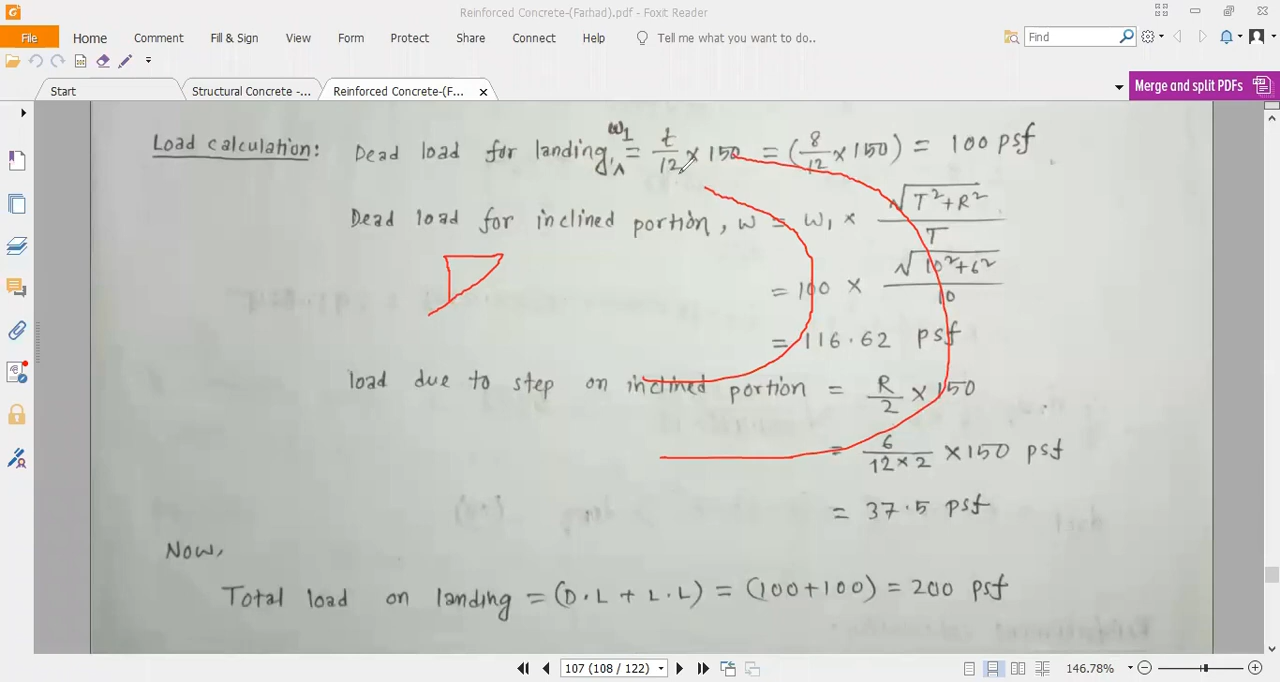 Reinforced Concrete-(Farhad).pdf - Foxit Reader
File Home Comment Fill & Sign View Form Protect Share Connect Help Tell me what you want to do.. Find
Start Structural Concrete -... Reinforced Concrete-(F... Merge and split PDFs
Load calculation: Dead load for landing, w₁ = t/12 × 150 = (8/12 × 150) = 100 psf
Dead load for inclined portion, w = w₁ × √T²+R² / T
= 100 × √10²+6² / 10
= 116.62 psf
load due to step on inclined portion = R/2 × 150
= 6/12×2 × 150 psf
= 37.5 psf
Now,
Total load on landing = (D.L + L.L) = (100+100) = 200 psf
107 (108 / 122) 146.78%